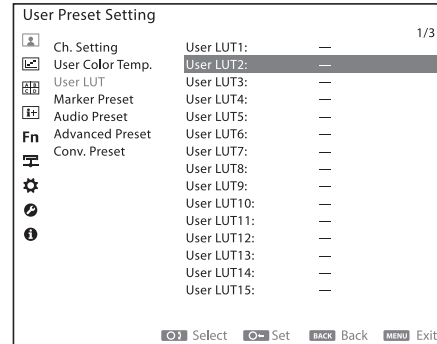 User Preset Setting
1/3
Ch. Setting
User Color Temp.
User LUT
Marker Preset
Audio Preset
Advanced Preset
Conv. Preset
A B
C D
i+
Fn
User LUT1: —
User LUT2: —
User LUT3: —
User LUT4: —
User LUT5: —
User LUT6: —
User LUT7: —
User LUT8: —
User LUT9: —
User LUT10: —
User LUT11: —
User LUT12: —
User LUT13: —
User LUT14: —
User LUT15: —
Select Set BACK Back MENU Exit